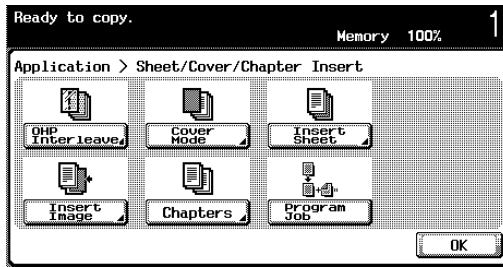 Ready to copy.
1
Memory 100%
Application > Sheet/Cover/Chapter Insert
OHP
Interleave
Cover
Mode
Insert
Sheet
Insert
Image
Chapters
Program
Job
OK